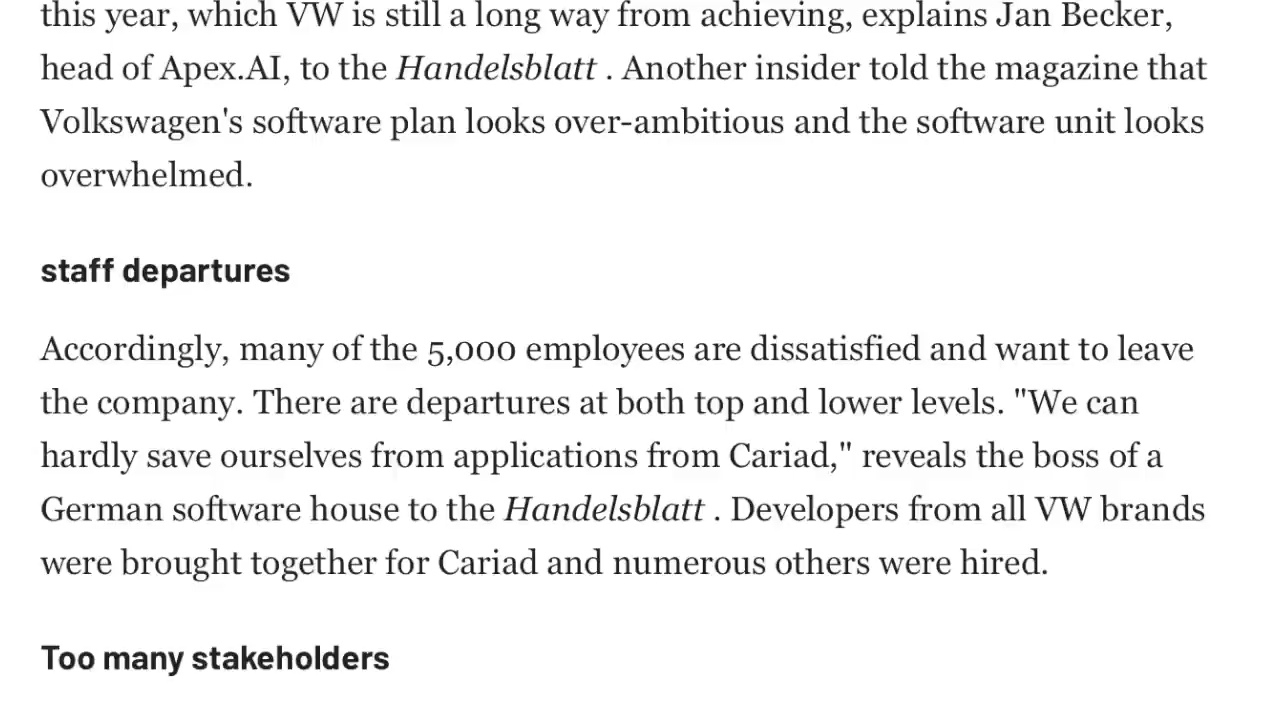 this year, which VW is still a long way from achieving, explains Jan Becker,
head of Apex.AI, to the Handelsblatt . Another insider told the magazine that
Volkswagen's software plan looks over-ambitious and the software unit looks
overwhelmed.
staff departures
Accordingly, many of the 5,000 employees are dissatisfied and want to leave
the company. There are departures at both top and lower levels. "We can
hardly save ourselves from applications from Cariad," reveals the boss of a
German software house to the Handelsblatt . Developers from all VW brands
were brought together for Cariad and numerous others were hired.
Too many stakeholders